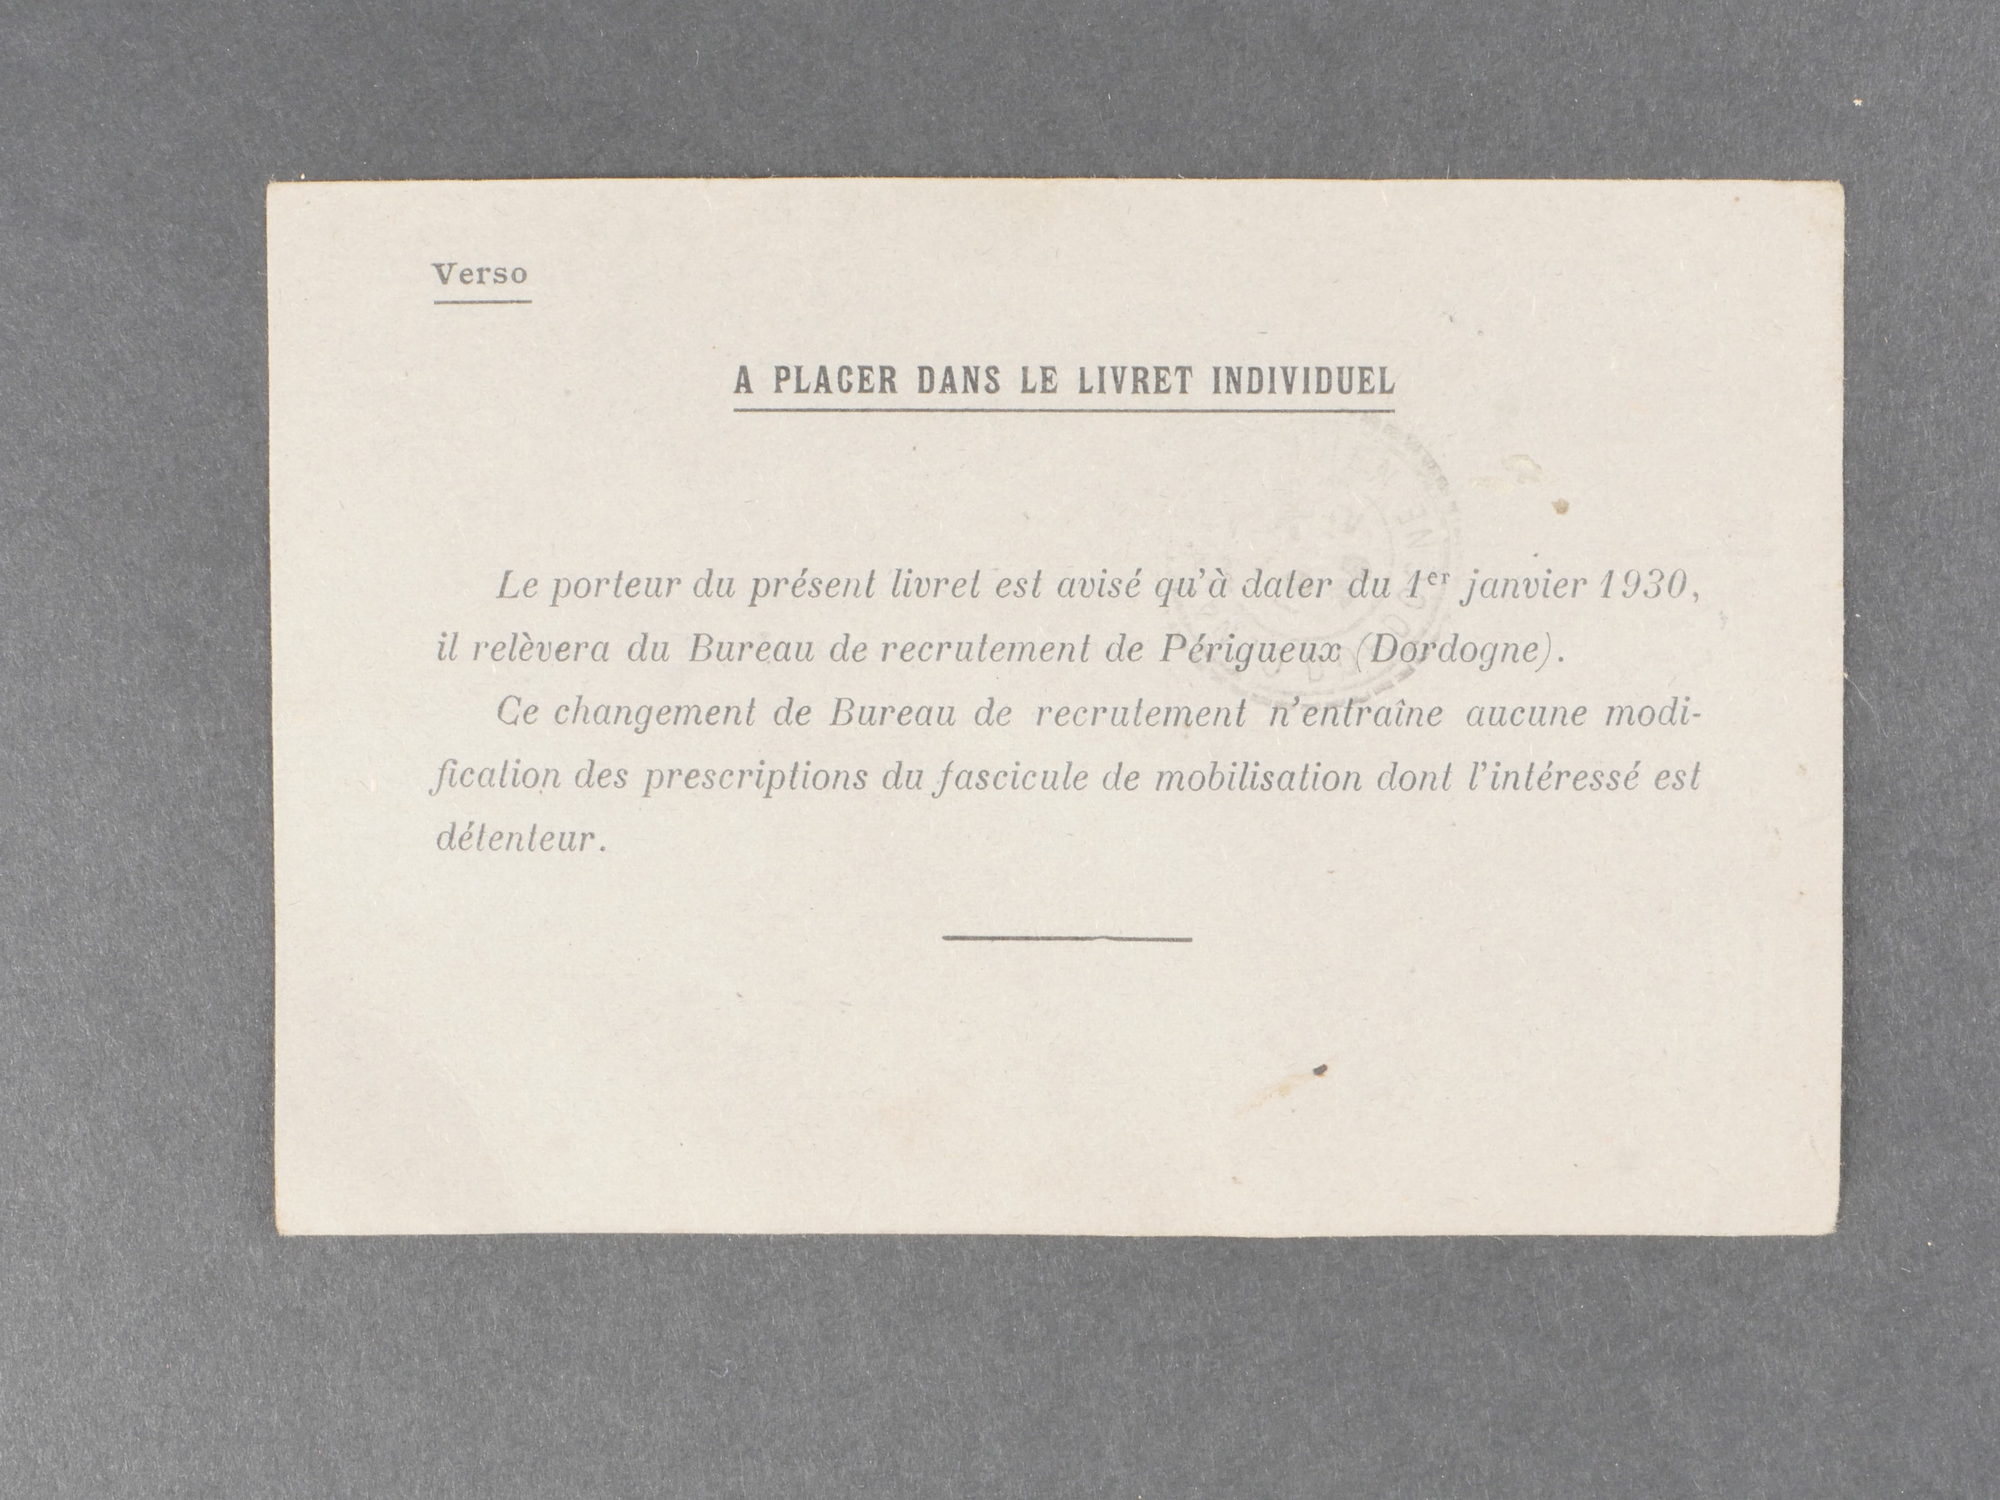 Verso
A PLACER DANS LE LIVRET INDIVIDUEL
Le porteur du présent livret est avisé qu'à dater du 1er janvier 1930,
il relèvera du Bureau de recrutement de Périgueux (Dordogne).
Ce changement de Bureau de recrutement n'entraîne aucune modi-
fication des prescriptions du fascicule de mobilisation dont l'intéressé est
détenteur.